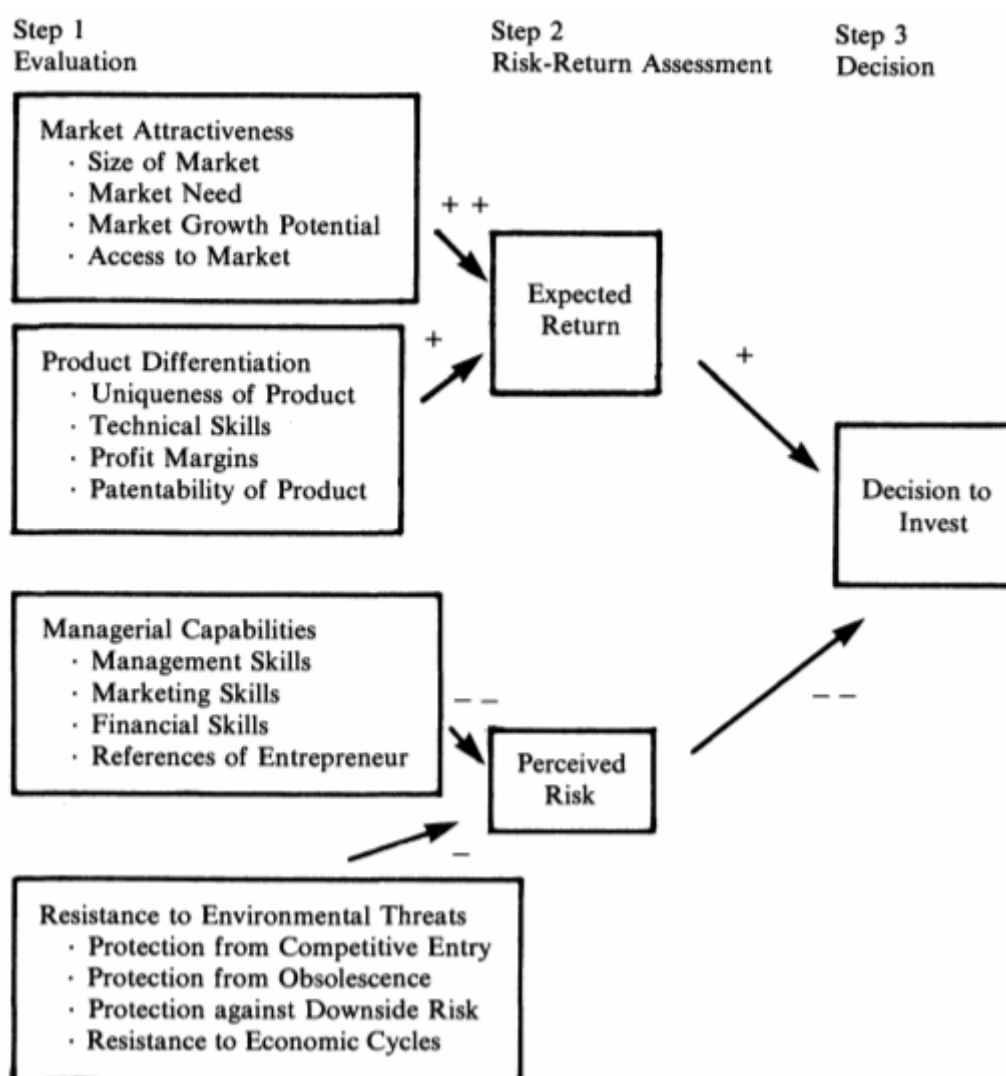 Step 1
Evaluation
Step 2
Risk-Return Assessment
Step 3
Decision
Market Attractiveness
· Size of Market
· Market Need
· Market Growth Potential
· Access to Market
+ +
Product Differentiation
· Uniqueness of Product
· Technical Skills
· Profit Margins
· Patentability of Product
+
Expected
Return
+
Decision to
Invest
Managerial Capabilities
· Management Skills
· Marketing Skills
· Financial Skills
· References of Entrepreneur
– –
Perceived
Risk
– –
–
Resistance to Environmental Threats
· Protection from Competitive Entry
· Protection from Obsolescence
· Protection against Downside Risk
· Resistance to Economic Cycles